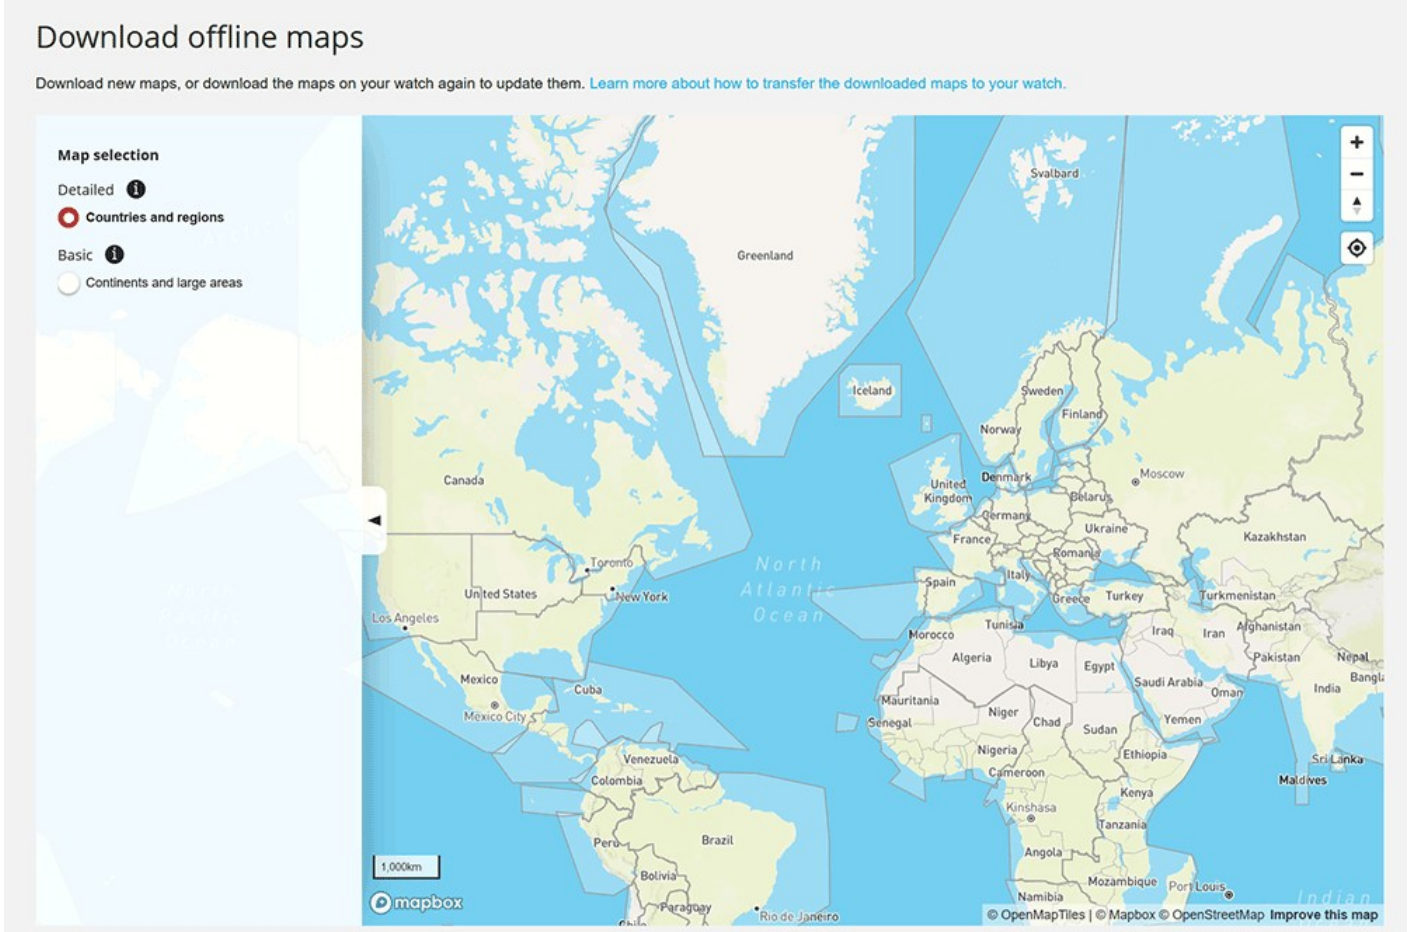 Download offline maps
Download new maps, or download the maps on your watch again to update them. Learn more about how to transfer the downloaded maps to your watch.
Map selection
Detailed
Countries and regions
Basic
Continents and large areas
Svalbard
Greenland
Iceland
Sweden
Finland
Norway
Canada
Moscow
United
Kingdom
Denmark
Belarus
Germany
Ukraine
France
Romania
Kazakhstan
Toronto
North
Atlantic
Ocean
Italy
Spain
United States
New York
Greece
Turkey
Turkmenistan
Los Angeles
North
Pacific
Ocean
Tunisia
Morocco
Iraq
Iran
Afghanistan
Algeria
Libya
Egypt
Pakistan
Nepal
Bangla
Mexico
Cuba
Mauritania
Saudi Arabia
Oman
India
Mexico City
Senegal
Niger
Chad
Sudan
Yemen
Venezuela
Nigeria
Ethiopia
Sri Lanka
Colombia
Cameroon
Maldives
Kenya
Kinshasa
Tanzania
Peru
Brazil
Angola
Bolivia
Mozambique
Port Louis
1,000km
Namibia
Indian
mapbox
Paraguay
Rio de Janeiro
Chile
© OpenMapTiles | © Mapbox © OpenStreetMap Improve this map